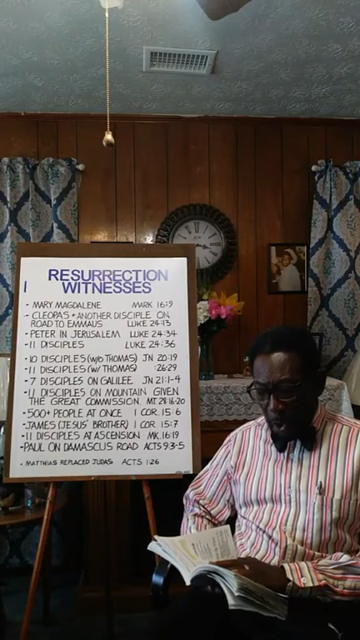 RESURRECTION
WITNESSES
- MARY MAGDALENE MARK 16:9
- CLEOPAS + ANOTHER DISCIPLE ON
ROAD TO EMMAUS LUKE 24:13
- PETER IN JERUSALEM LUKE 24:34
- 11 DISCIPLES LUKE 24:36
10 DISCIPLES (w/o THOMAS) JN 20:19
- 11 DISCIPLES (w/ THOMAS) :26-29
- 7 DISCIPLES ON GALILEE JN 21:1-4
- 11 DISCIPLES ON MOUNTAIN GIVEN
THE GREAT COMMISSION MT 28:16-20
- 500+ PEOPLE AT ONCE I COR. 15:6
- JAMES (JESUS' BROTHER) I COR. 15:7
- 11 DISCIPLES AT ASCENSION MK. 16:19
- PAUL ON DAMASCUS ROAD ACTS 9:3-5
• MATTHIAS REPLACED JUDAS ACTS 1:26